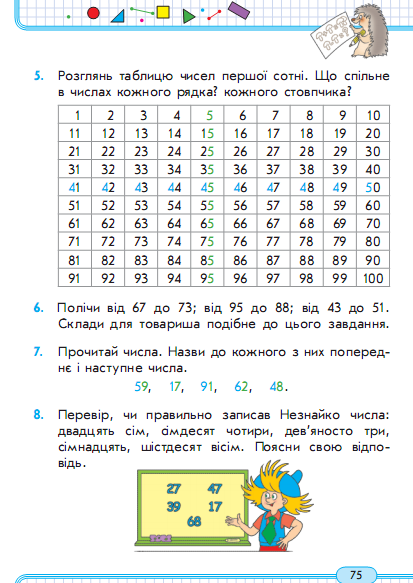 5. Розглянь таблицю чисел першої сотні. Що спільне
в числах кожного рядка? кожного стовпчика?
1 2 3 4 5 6 7 8 9 10
11 12 13 14 15 16 17 18 19 20
21 22 23 24 25 26 27 28 29 30
31 32 33 34 35 36 37 38 39 40
41 42 43 44 45 46 47 48 49 50
51 52 53 54 55 56 57 58 59 60
61 62 63 64 65 66 67 68 69 70
71 72 73 74 75 76 77 78 79 80
81 82 83 84 85 86 87 88 89 90
91 92 93 94 95 96 97 98 99 100
6. Полічи від 67 до 73; від 95 до 88; від 43 до 51.
Склади для товариша подібне до цього завдання.
7. Прочитай числа. Назви до кожного з них поперед-
нє і наступне числа.
59, 17, 91, 62, 48.
8. Перевір, чи правильно записав Незнайко числа:
двадцять сім, сімдесят чотири, дев’яносто три,
сімнадцять, шістдесят вісім. Поясни свою відпо-
відь.
27 47
39 17
68
75